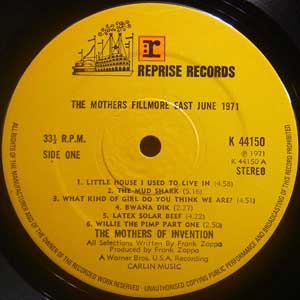 r
REPRISE RECORDS
THE MOTHERS FILLMORE EAST JUNE 1971
33⅓ R.P.M.
SIDE ONE
K 44150
℗ 1971
K 44150 A
STEREO
1. LITTLE HOUSE I USED TO LIVE IN (4.58)
2. THE MUD SHARK (5.16)
3. WHAT KIND OF GIRL DO YOU THINK WE ARE? (4.51)
4. BWANA DIK (2.27)
5. LATEX SOLAR BEEF (4.22)
6. WILLIE THE PIMP PART ONE (2.50)
THE MOTHERS OF INVENTION
All Selections Written By Frank Zappa
Produced by Frank Zappa
A Warner Bros. U.S.A. Recording
CARLIN MUSIC
ALL RIGHTS OF THE MANUFACTURER AND OF THE OWNER OF THE RECORDED WORK RESERVED. UNAUTHORISED PUBLIC PERFORMANCE, BROADCASTING AND COPYING OF THIS RECORD PROHIBITED